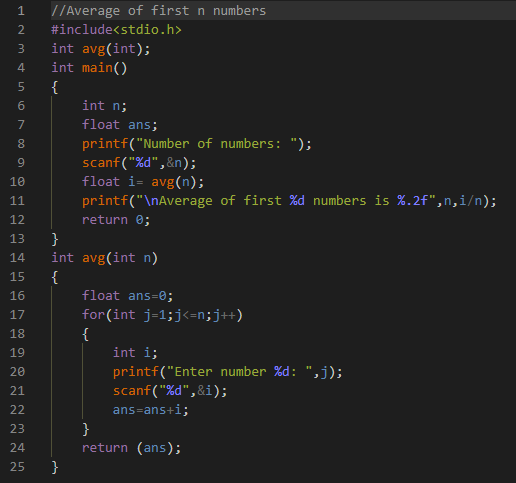 1 //Average of first n numbers
2 #include<stdio.h>
3 int avg(int);
4 int main()
5 {
6     int n;
7     float ans;
8     printf("Number of numbers: ");
9     scanf("%d",&n);
10     float i= avg(n);
11     printf("\nAverage of first %d numbers is %.2f",n,i/n);
12     return 0;
13 }
14 int avg(int n)
15 {
16     float ans=0;
17     for(int j=1;j<=n;j++)
18     {
19         int i;
20         printf("Enter number %d: ",j);
21         scanf("%d",&i);
22         ans=ans+i;
23     }
24     return (ans);
25 }